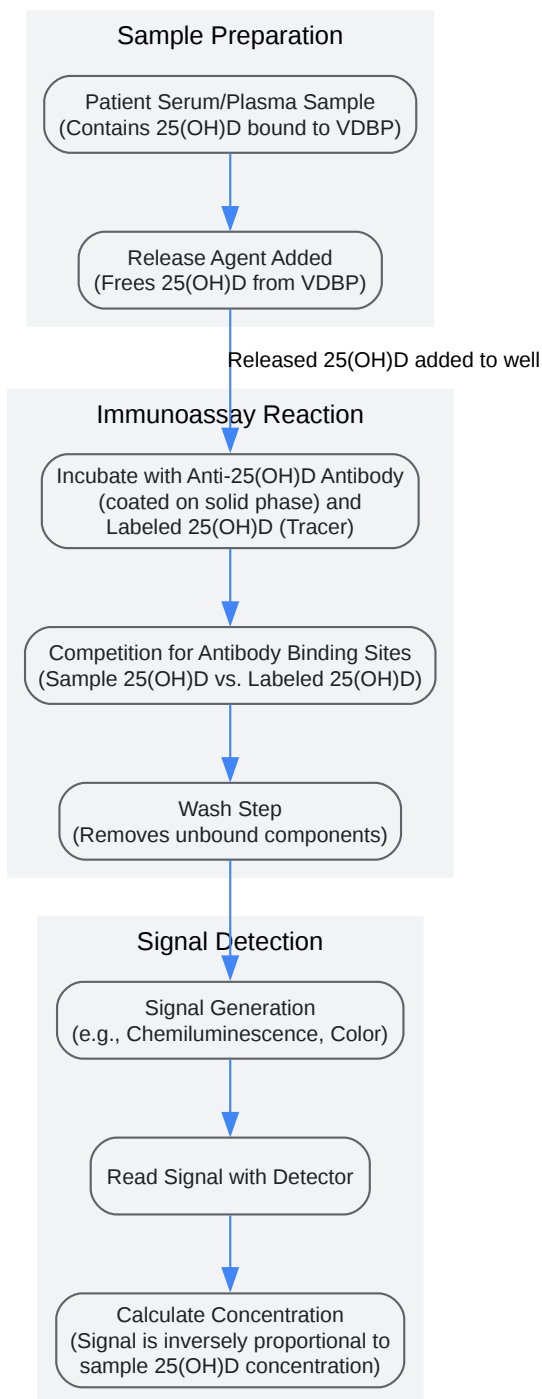 Sample Preparation
Patient Serum/Plasma Sample
(Contains 25(OH)D bound to VDBP)
Release Agent Added
(Frees 25(OH)D from VDBP)
Released 25(OH)D added to well
Immunoassay Reaction
Incubate with Anti-25(OH)D Antibody
(coated on solid phase) and
Labeled 25(OH)D (Tracer)
Competition for Antibody Binding Sites
(Sample 25(OH)D vs. Labeled 25(OH)D)
Wash Step
(Removes unbound components)
Signal Detection
Signal Generation
(e.g., Chemiluminescence, Color)
Read Signal with Detector
Calculate Concentration
(Signal is inversely proportional to
sample 25(OH)D concentration)